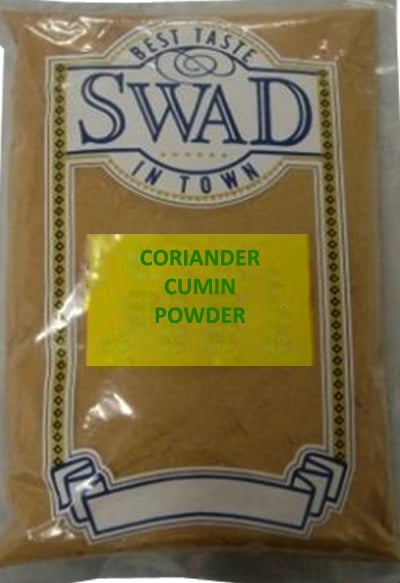 BEST TASTE
SWAD
IN TOWN
CORIANDER
CUMIN
POWDER